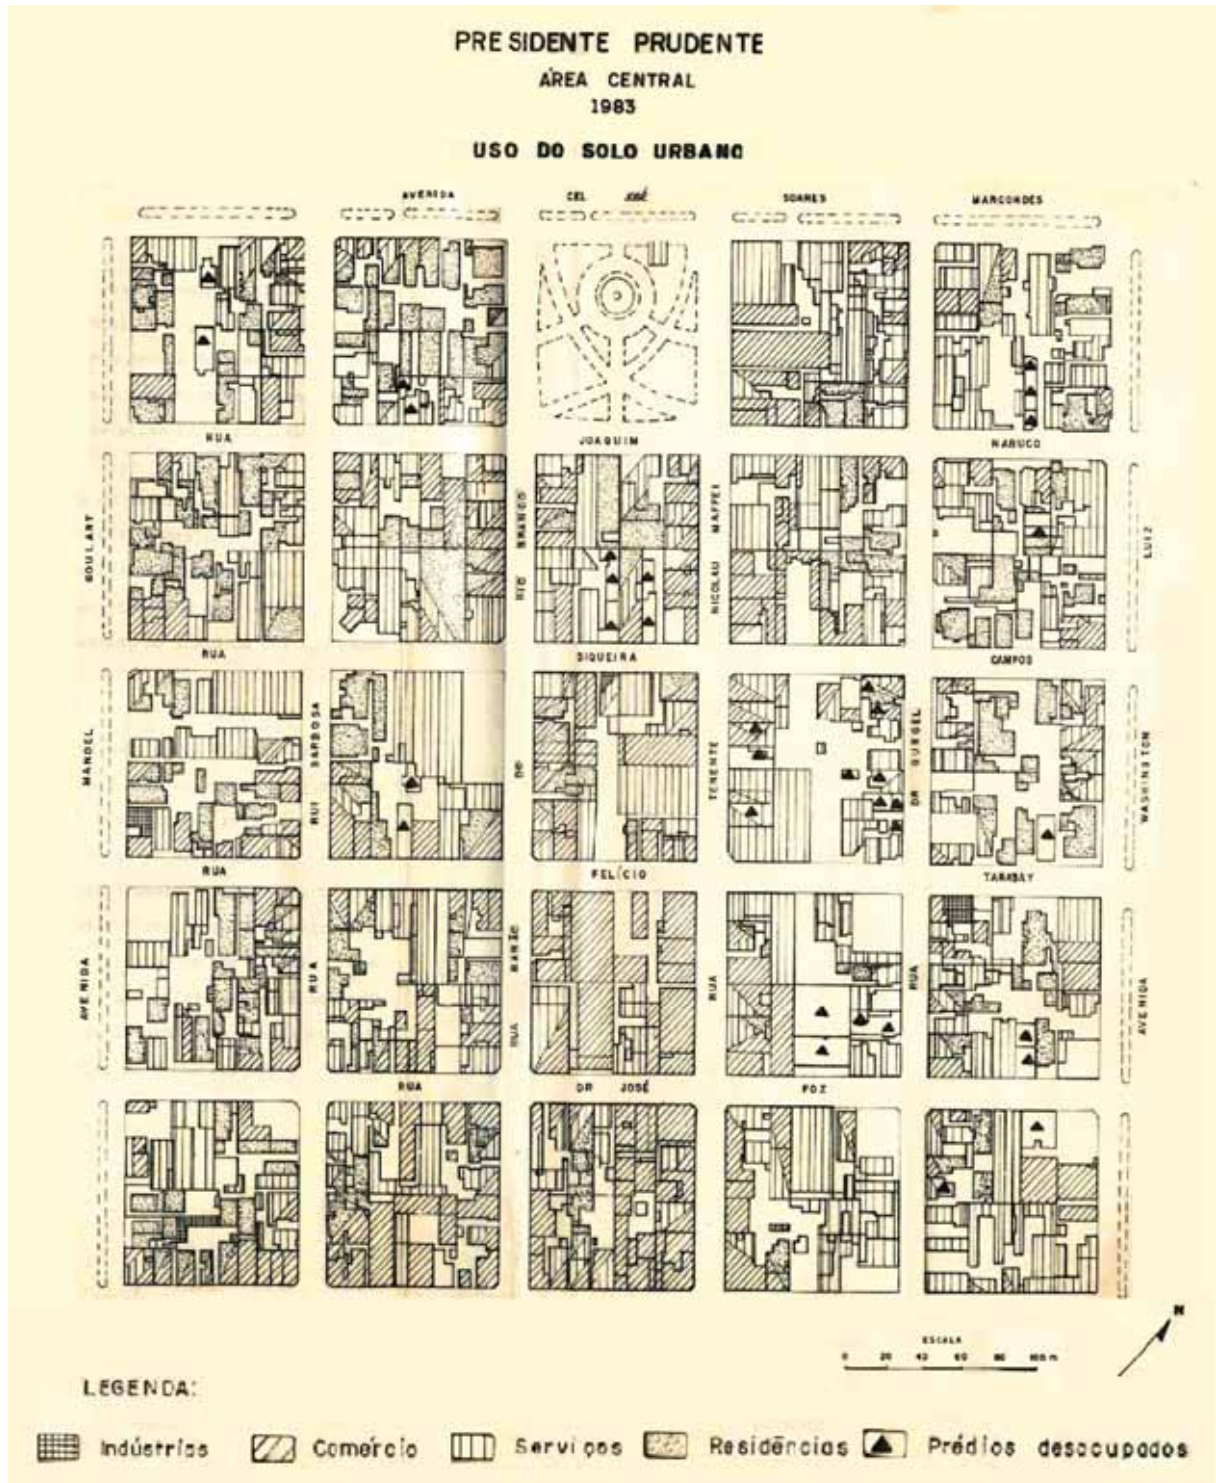 PRESIDENTE PRUDENTE
ÁREA CENTRAL
1983
USO DO SOLO URBANO
AVENIDA CEL JOSÉ SOARES MARCONDES
RUA JOAQUIM NABUCO
RUA SIQUEIRA CAMPOS
RUA FELÍCIO TARABAY
RUA DR JOSÉ FOZ
AVENIDA MANOEL GOULART
RUA RUI BARBOSA
RUA BARÃO DO RIO BRANCO
RUA TENENTE NICOLAU MAFFEI
RUA DR GURGEL
AVENIDA WASHINGTON LUIZ
N
ESCALA
0 20 40 60 80 100 m
LEGENDA:
Indústrias Comércio Serviços Residências Prédios desocupados